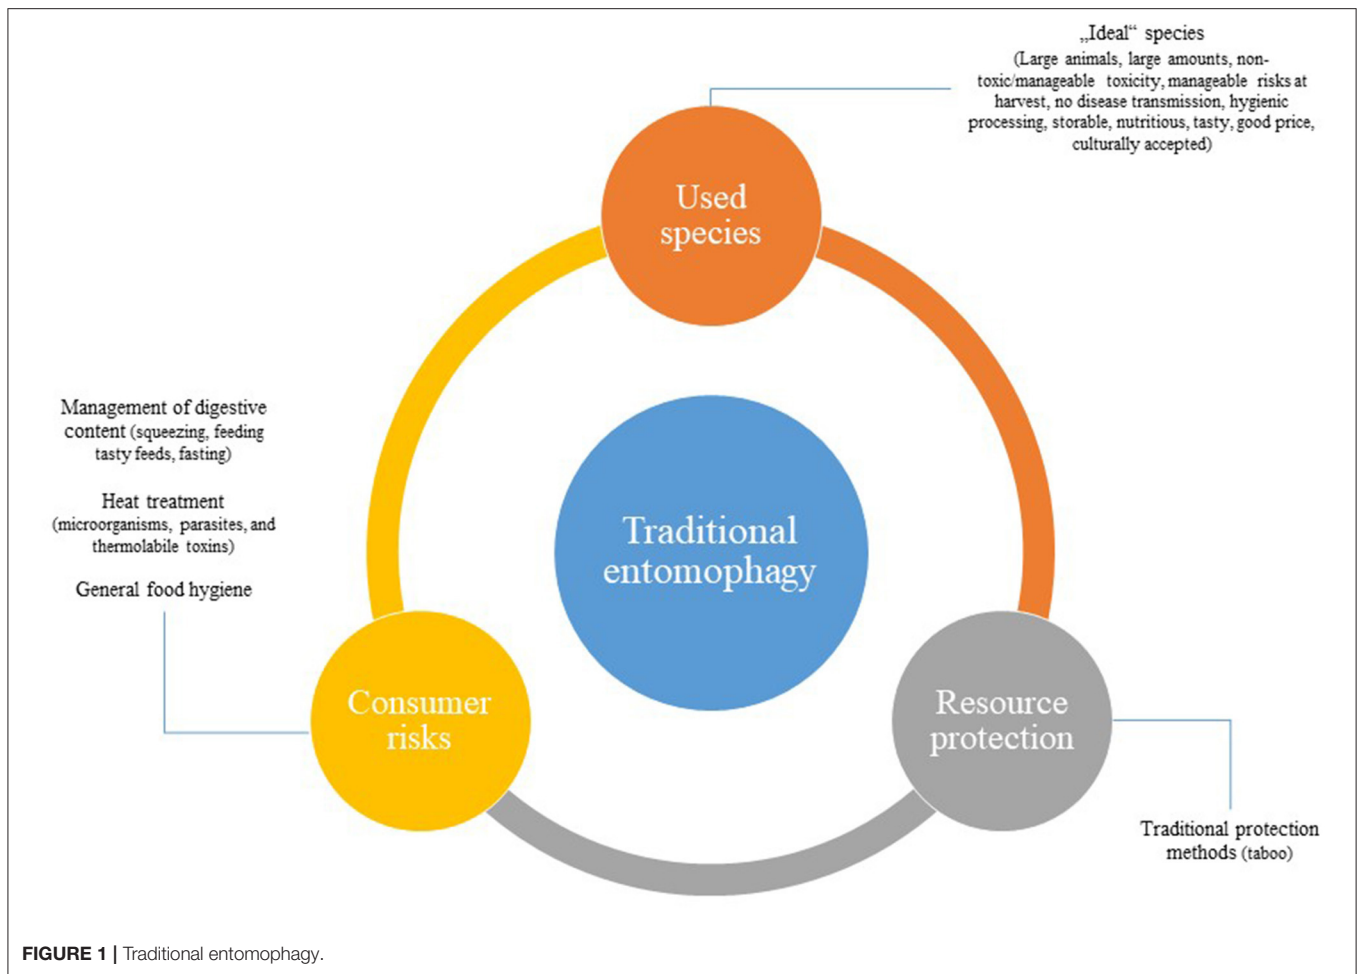 „Ideal“ species
(Large animals, large amounts, non-
toxic/manageable toxicity, manageable risks at
harvest, no disease transmission, hygienic
processing, storable, nutritious, tasty, good price,
culturally accepted)
Used
species
Management of digestive
content (squeezing, feeding
tasty feeds, fasting)
Heat treatment
(microorganisms, parasites, and
thermolabile toxins)
General food hygiene
Traditional
entomophagy
Consumer
risks
Resource
protection
Traditional protection
methods (taboo)
FIGURE 1 | Traditional entomophagy.